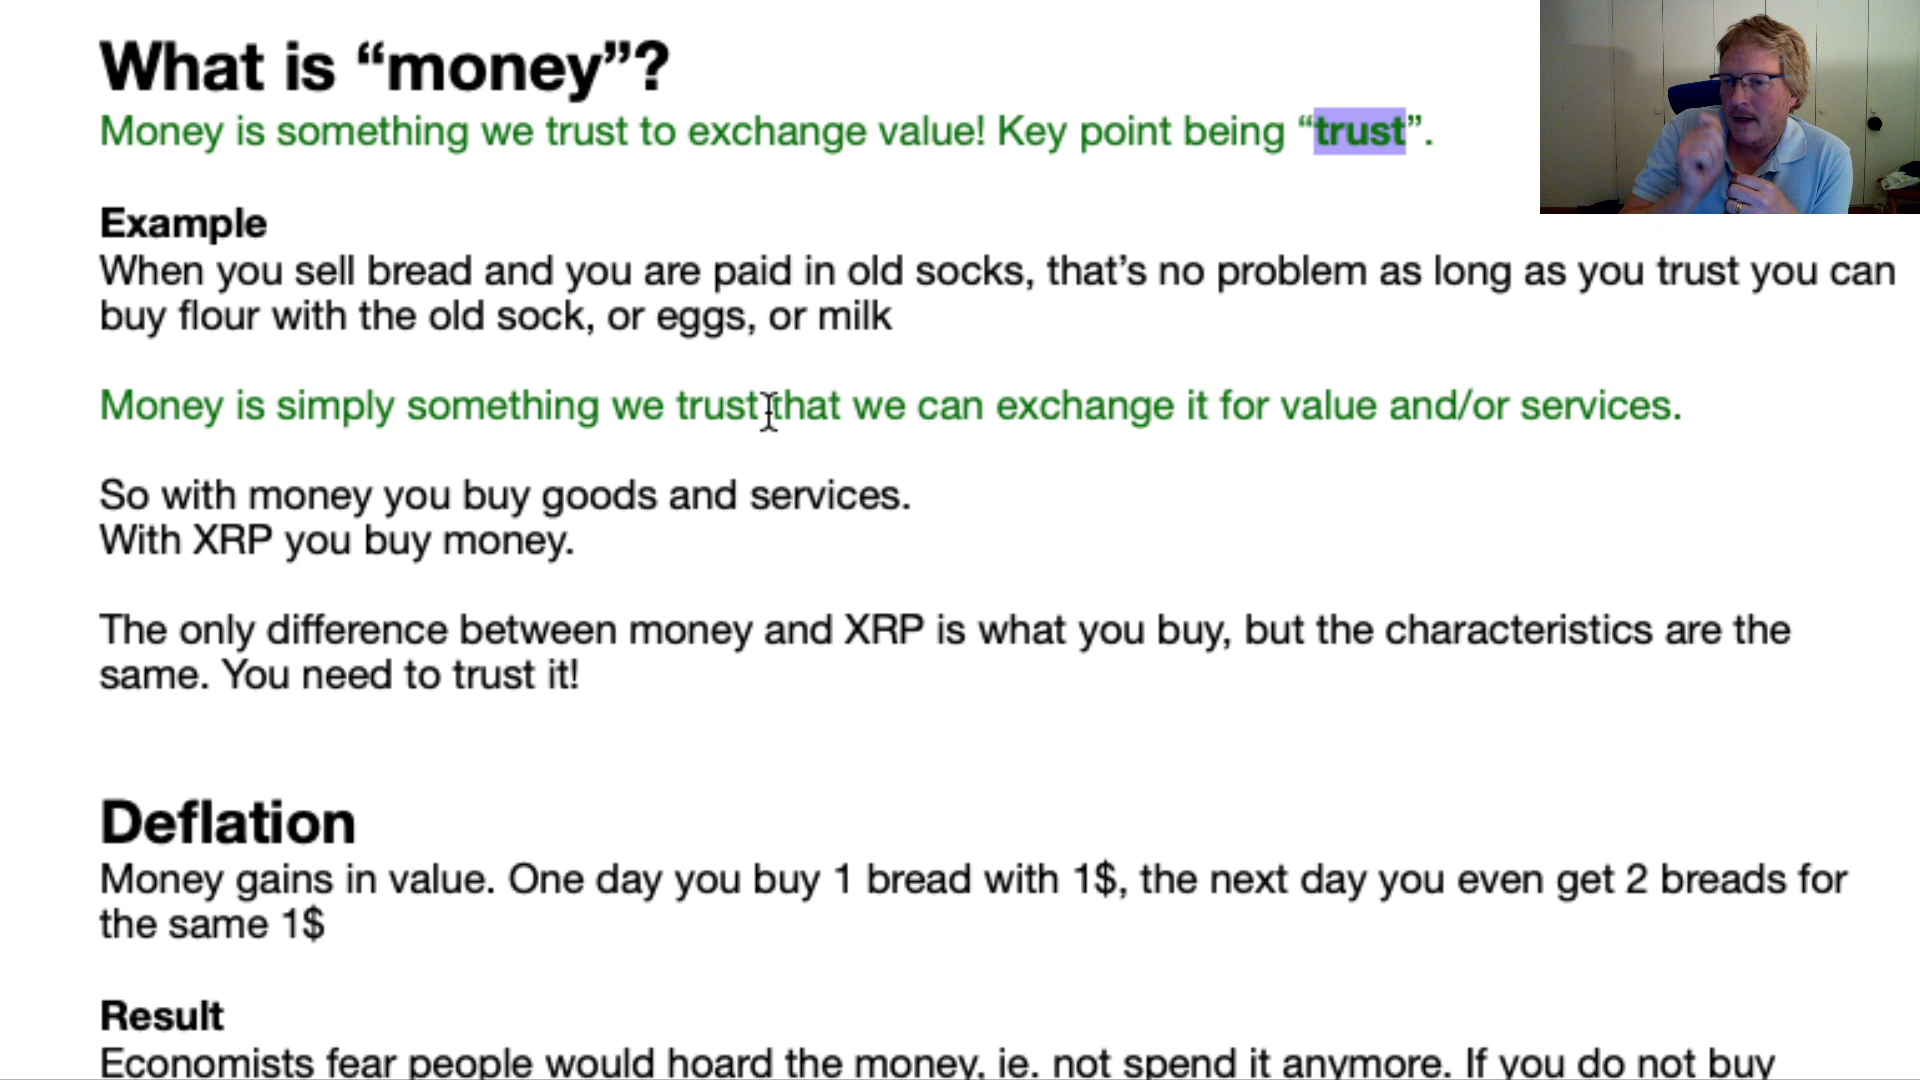 What is “money”?
Money is something we trust to exchange value! Key point being “trust”.
Example
When you sell bread and you are paid in old socks, that’s no problem as long as you trust you can
buy flour with the old sock, or eggs, or milk
Money is simply something we trust that we can exchange it for value and/or services.
So with money you buy goods and services.
With XRP you buy money.
The only difference between money and XRP is what you buy, but the characteristics are the
same. You need to trust it!
Deflation
Money gains in value. One day you buy 1 bread with 1$, the next day you even get 2 breads for
the same 1$
Result
Economists fear people would hoard the money, ie. not spend it anymore. If you do not buy